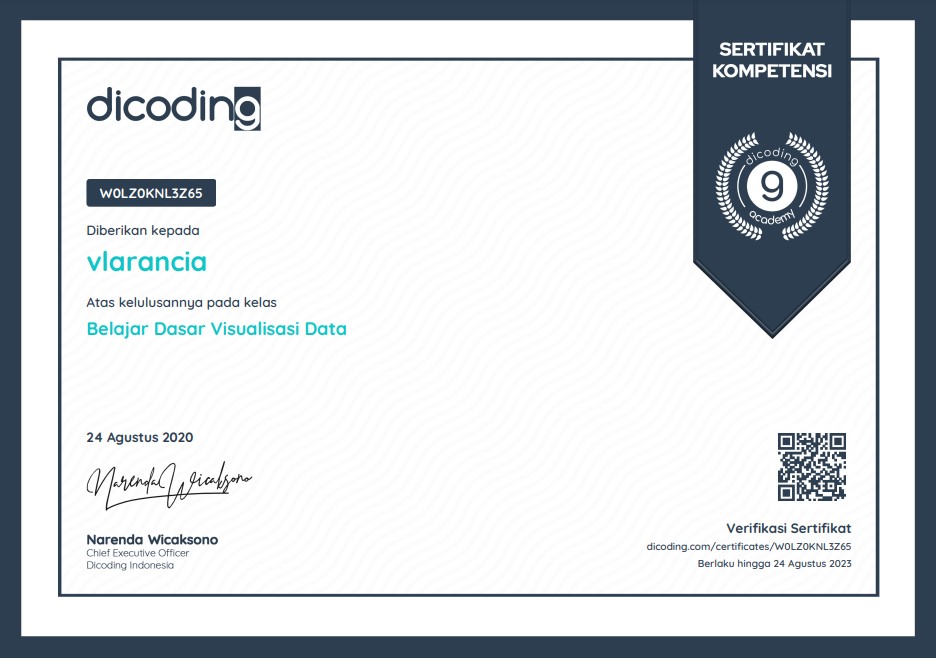 SERTIFIKAT
KOMPETENSI
dicoding
dicoding
9
academy
W0LZ0KNL3Z65
Diberikan kepada
vlarancia
Atas kelulusannya pada kelas
Belajar Dasar Visualisasi Data
24 Agustus 2020
Narenda Wicaksono
Narenda Wicaksono
Chief Executive Officer
Dicoding Indonesia
Verifikasi Sertifikat
dicoding.com/certificates/W0LZ0KNL3Z65
Berlaku hingga 24 Agustus 2023